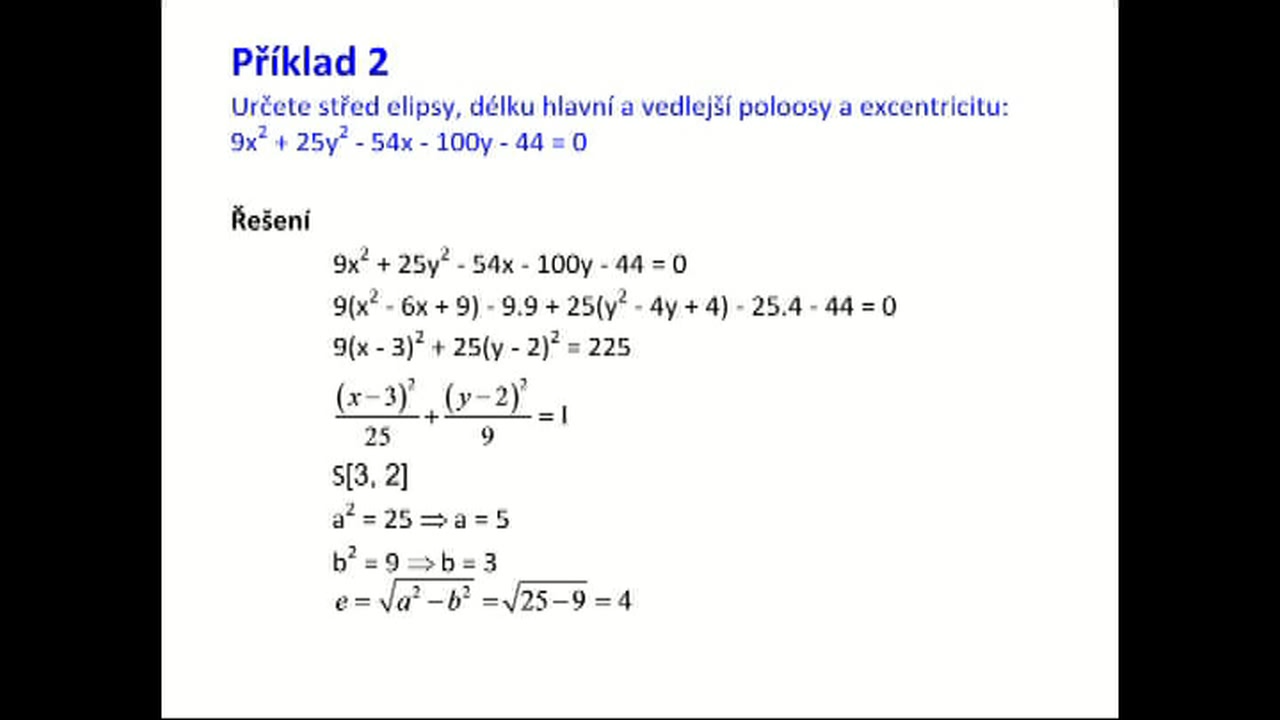 Příklad 2
Určete střed elipsy, délku hlavní a vedlejší poloosy a excentricitu:
9x² + 25y² - 54x - 100y - 44 = 0
Řešení
9x² + 25y² - 54x - 100y - 44 = 0
9(x² - 6x + 9) - 9.9 + 25(y² - 4y + 4) - 25.4 - 44 = 0
9(x - 3)² + 25(y - 2)² = 225
(x−3)²/25 + (y−2)²/9 = 1
S[3, 2]
a² = 25 ⇒ a = 5
b² = 9 ⇒ b = 3
e = √(a² − b²) = √(25−9) = 4